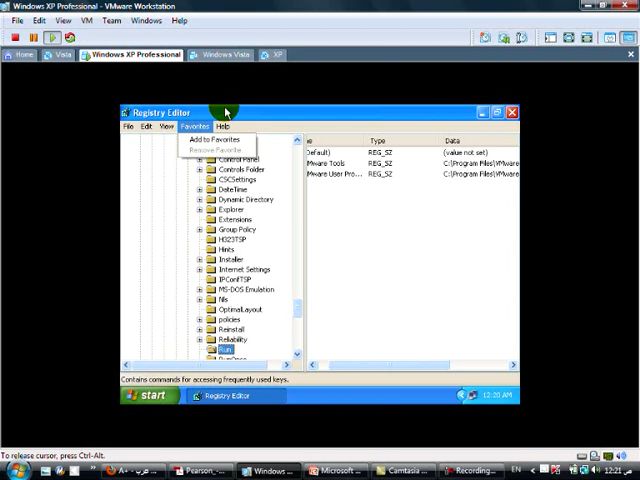 Windows XP Professional - VMware Workstation
File Edit View VM Team Windows Help
Home Vista Windows XP Professional Windows Vista XP
Registry Editor
File Edit View Favorites Help
Add to Favorites
Remove Favorite
Control Panel
Controls Folder
CSCSettings
DateTime
Dynamic Directory
Explorer
Extensions
Group Policy
H323TSP
Hints
Installer
Internet Settings
IPConfTSP
MS-DOS Emulation
Nls
OptimalLayout
policies
Reinstall
Reliability
Run
RunOnce
Type Data
Default) REG_SZ (value not set)
VMware Tools REG_SZ C:\Program Files\VMware
VMware User Pro... REG_SZ C:\Program Files\VMware
Contains commands for accessing frequently used keys.
start Registry Editor 12:20 AM
To release cursor, press Ctrl-Alt.
A+ - عرب... Pearson_-... Windows ... Microsoft ... Camtasia ... Recording... EN 12:21 ص